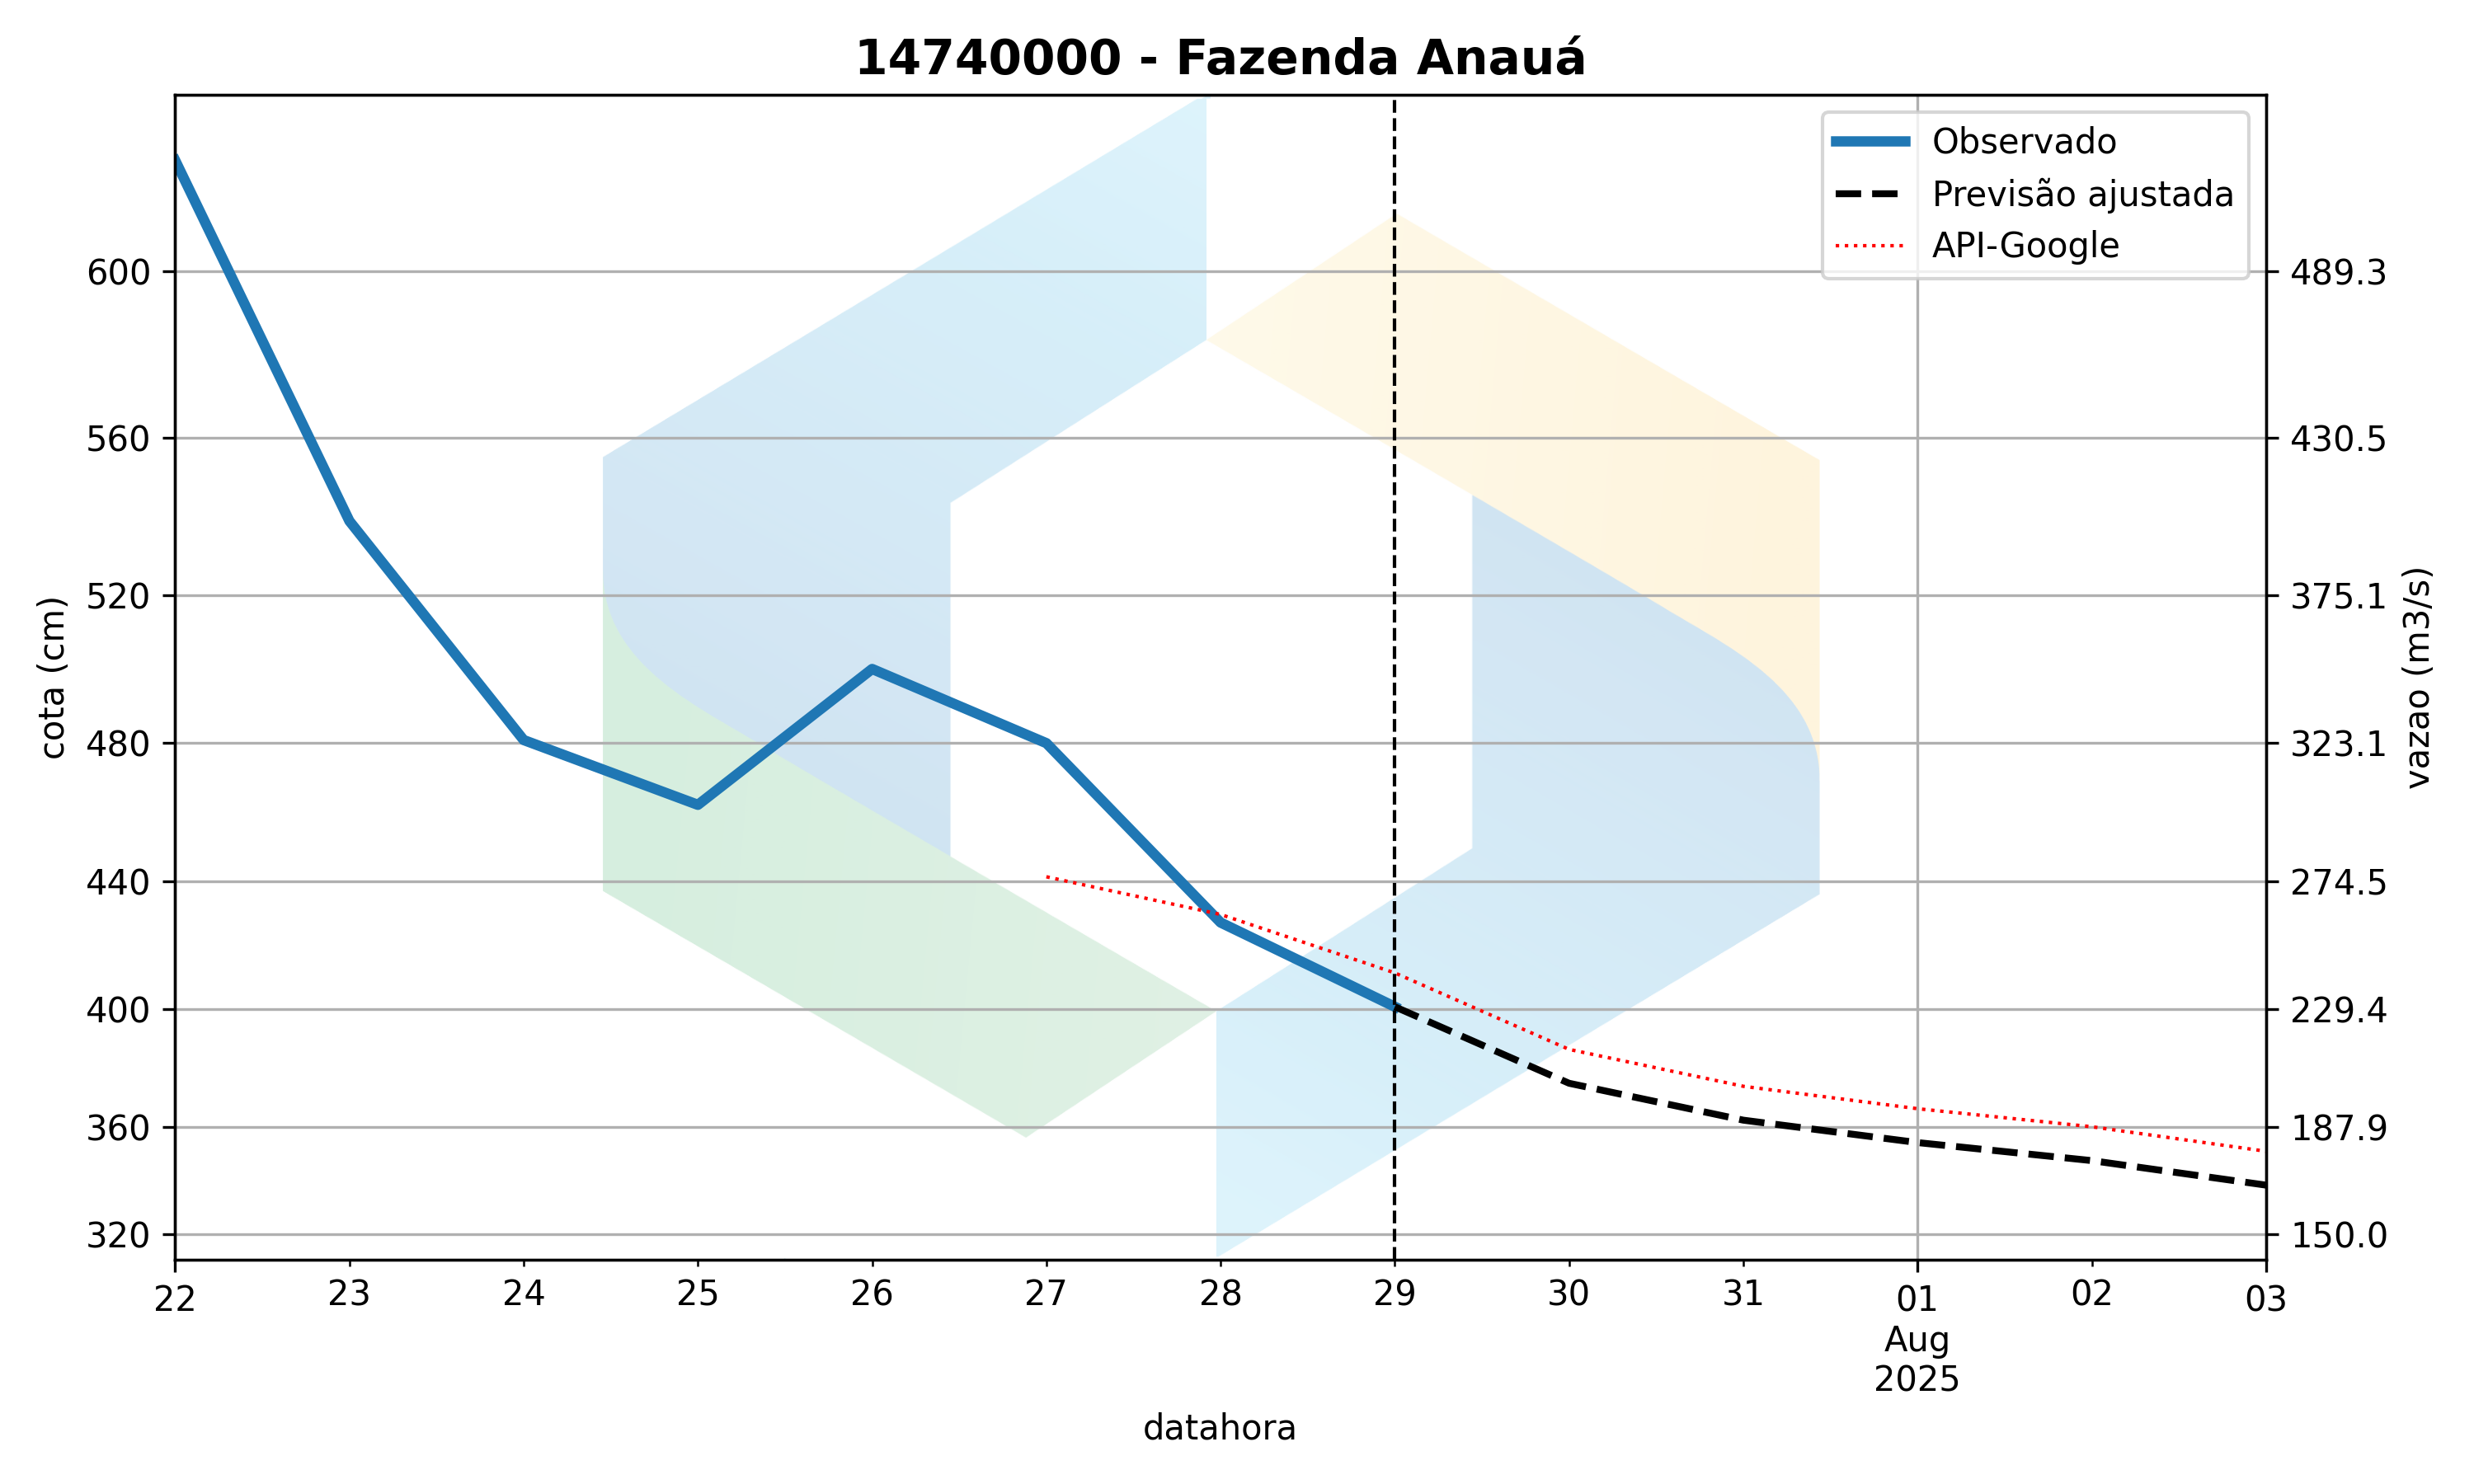 14740000 - Fazenda Anauá
Observado
Previsão ajustada
API-Google
600
560
520
480
440
400
360
320
cota (cm)
489.3
430.5
375.1
323.1
274.5
229.4
187.9
150.0
vazao (m3/s)
22 23 24 25 26 27 28 29 30 31 01 02 03
Aug
2025
datahora